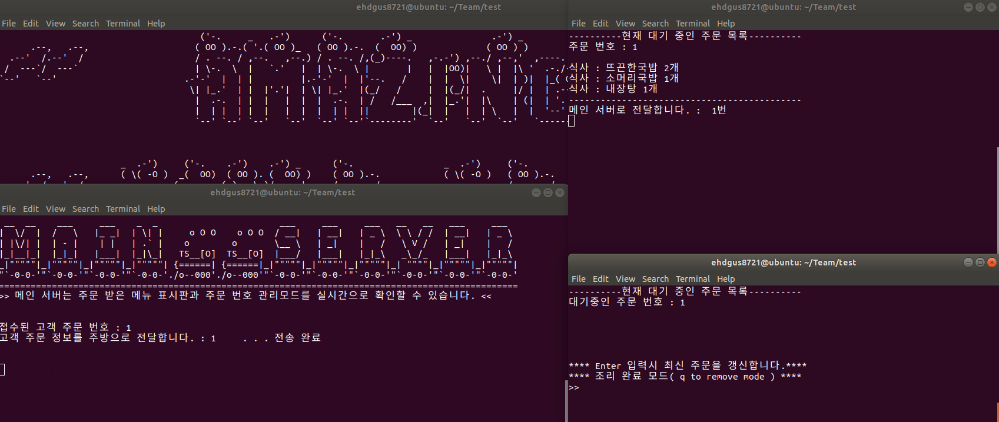 ehdgus8721@ubuntu: ~/Team/test
File Edit View Search Terminal Help
AMAZING
ehdgus8721@ubuntu: ~/Team/test
File Edit View Search Terminal Help
----------현재 대기 중인 주문 목록----------
주문 번호 : 1
식사 : 뜨끈한국밥 2개
식사 : 소머리국밥 1개
식사 : 내장탕 1개
--------------------------------------------
메인 서버로 전달합니다. :  1번
ehdgus8721@ubuntu: ~/Team/test
File Edit View Search Terminal Help
MAIN SERVER
>> 메인 서버는 주문 받은 메뉴 표시판과 주문 번호 관리모드를 실시간으로 확인할 수 있습니다. <<
접수된 고객 주문 번호 : 1
고객 주문 정보를 주방으로 전달합니다. : 1     . . . 전송 완료
ehdgus8721@ubuntu: ~/Team/test
File Edit View Search Terminal Help
----------현재 대기 중인 주문 목록----------
대기중인 주문 번호 : 1
**** Enter 입력시 최신 주문을 갱신합니다.****
**** 조리 완료 모드( q to remove mode ) ****
>>